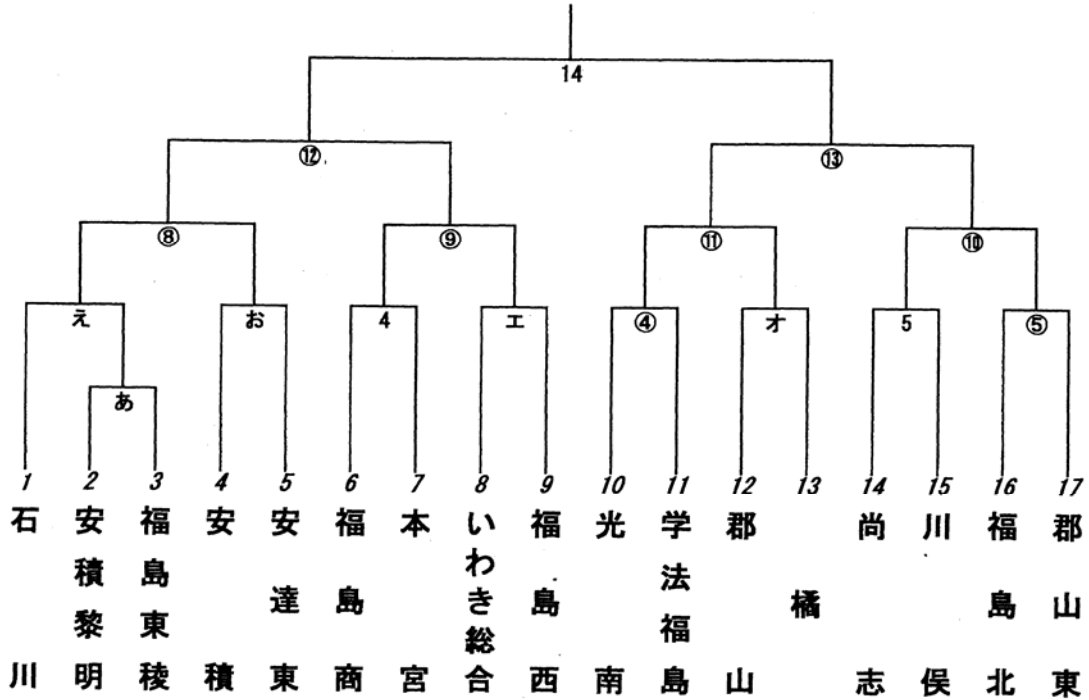 14
⑫
⑬
⑧
⑨
⑪
⑩
え
お
4
エ
④
オ
5
⑤
あ
1
2
3
4
5
6
7
8
9
10
11
12
13
14
15
16
17
石川
安積黎明
福島東稜
安積
安達東
福島商
本宮
いわき総合
福島西
光南
学法福島
郡山
橘
尚志
川俣
福島北
郡山東